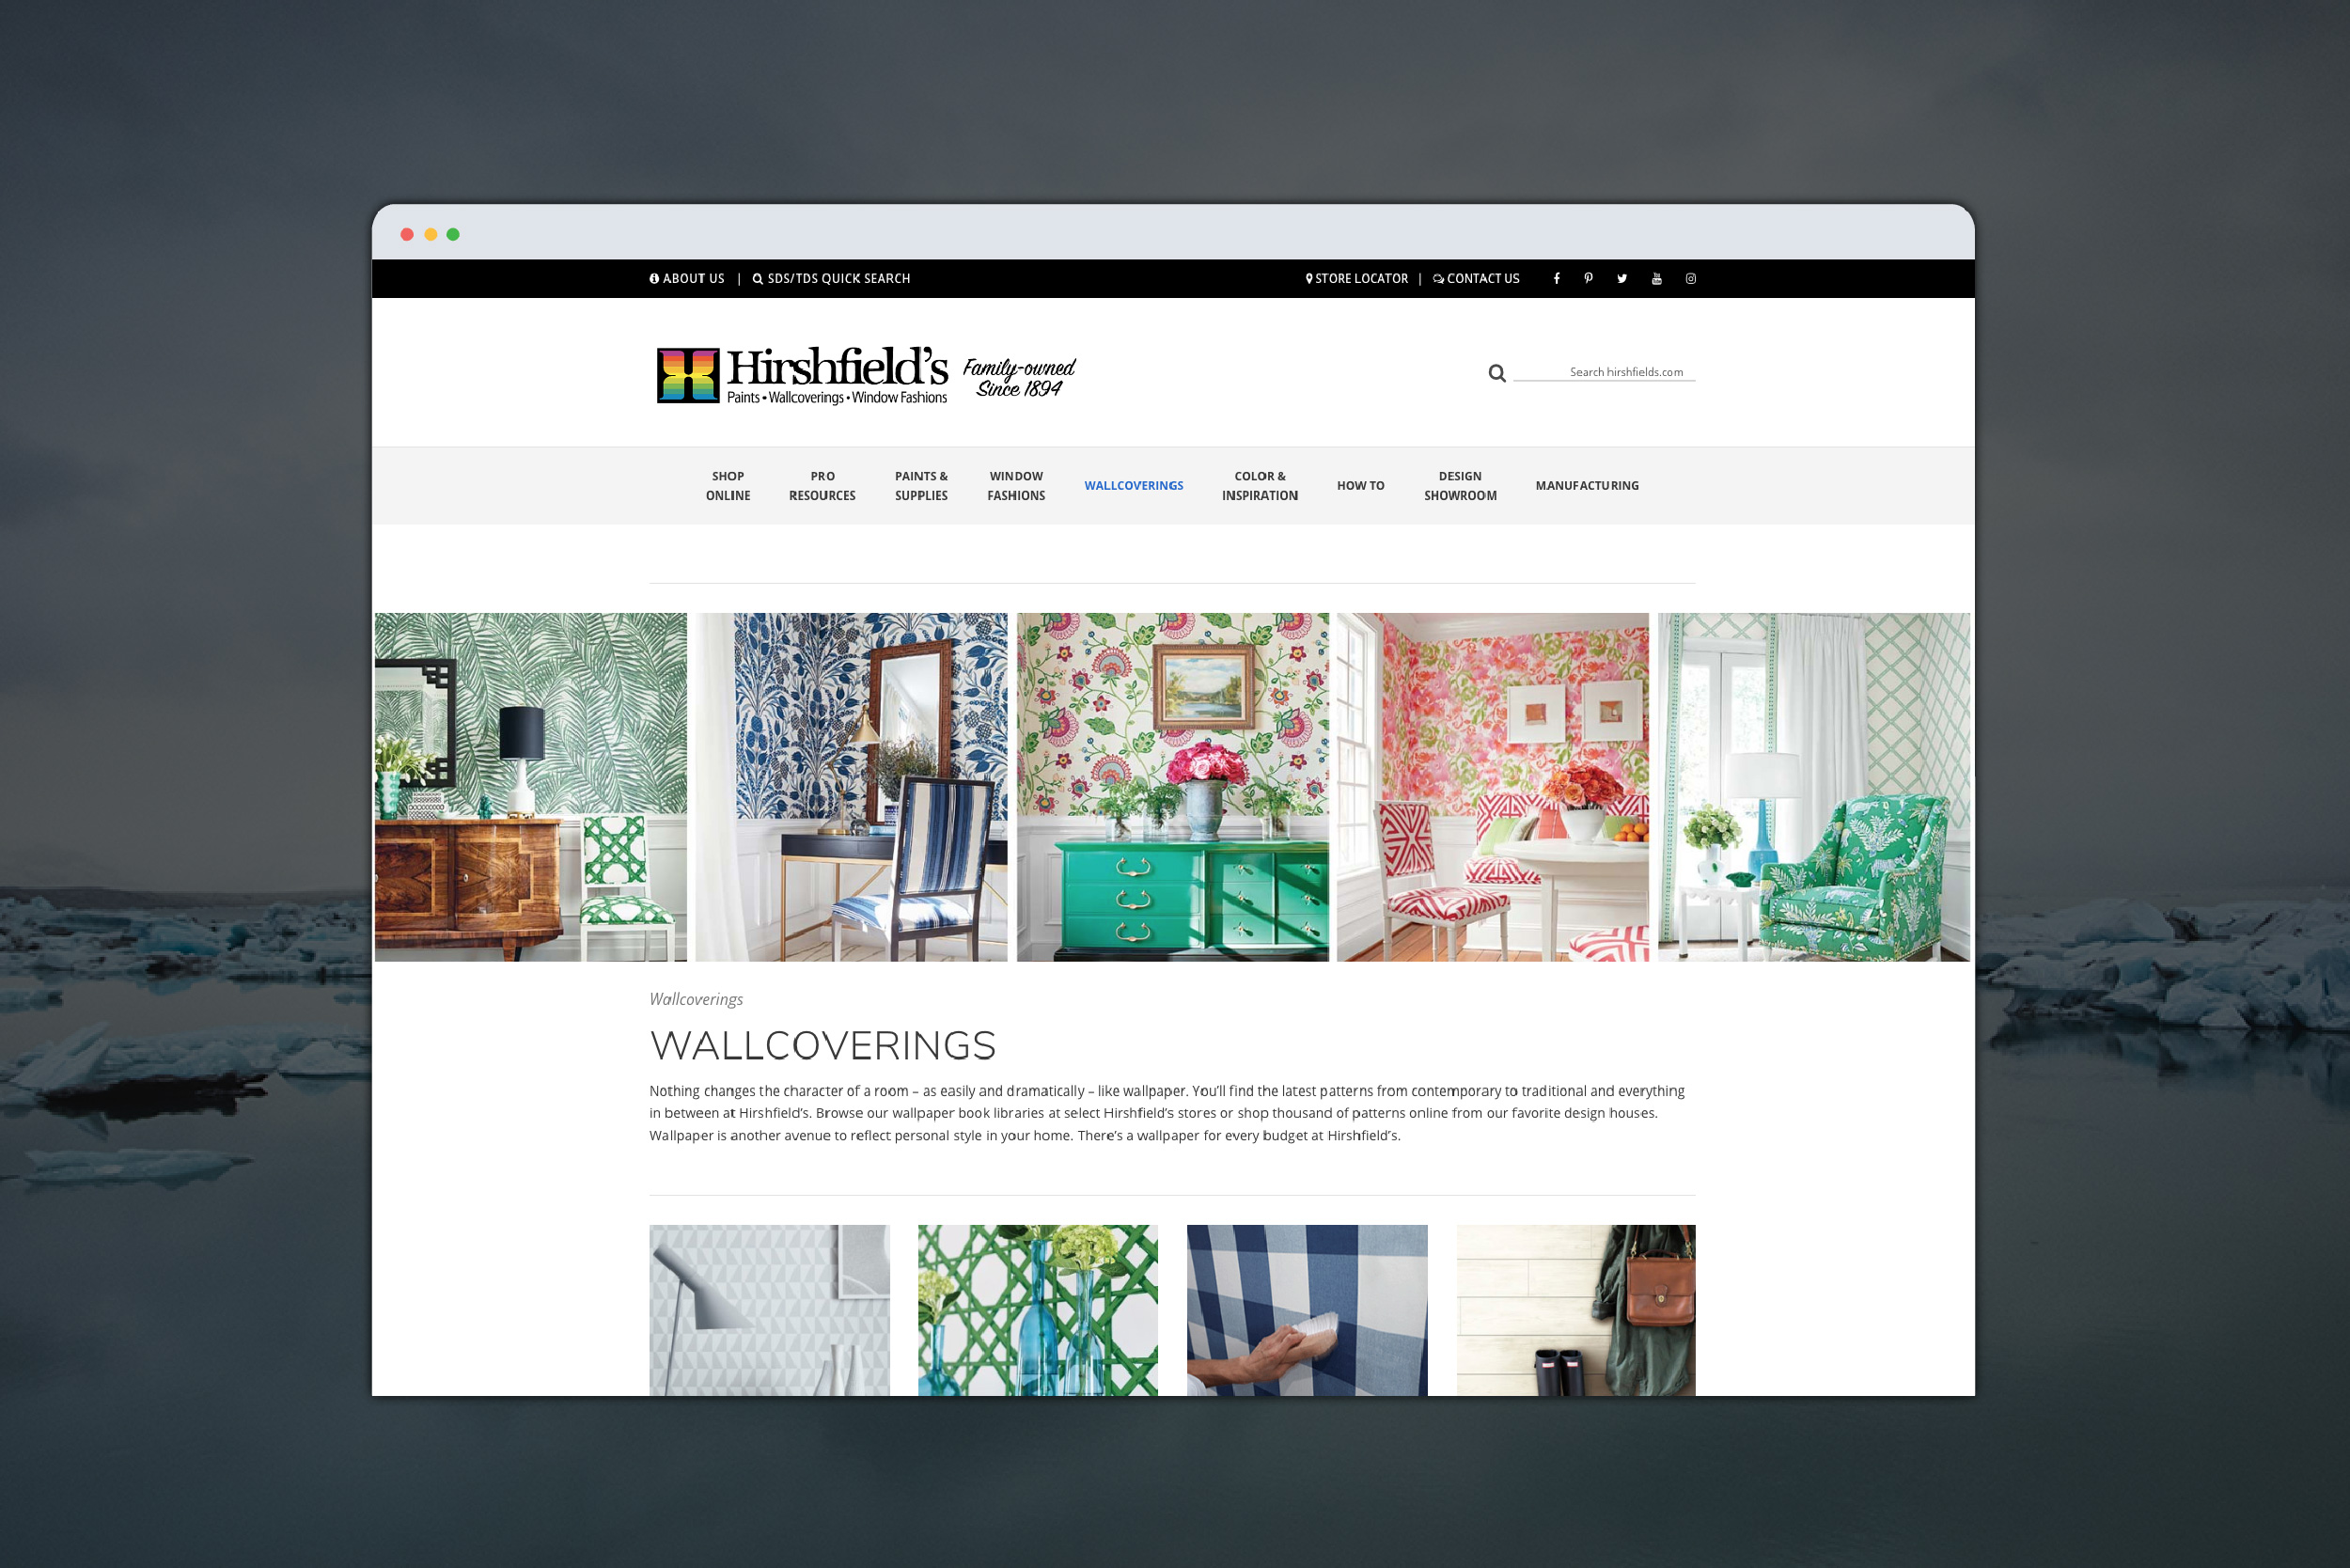 ABOUT US | SDS/TDS QUICK SEARCH
STORE LOCATOR | CONTACT US
Hirshfield's
Paints • Wallcoverings • Window Fashions
Family-owned
Since 1894
Search hirshfields.com
SHOP
ONLINE
PRO
RESOURCES
PAINTS &
SUPPLIES
WINDOW
FASHIONS
WALLCOVERINGS
COLOR &
INSPIRATION
HOW TO
DESIGN
SHOWROOM
MANUFACTURING
Wallcoverings
WALLCOVERINGS
Nothing changes the character of a room – as easily and dramatically – like wallpaper. You'll find the latest patterns from contemporary to traditional and everything
in between at Hirshfield's. Browse our wallpaper book libraries at select Hirshfield's stores or shop thousand of patterns online from our favorite design houses.
Wallpaper is another avenue to reflect personal style in your home. There's a wallpaper for every budget at Hirshfield's.